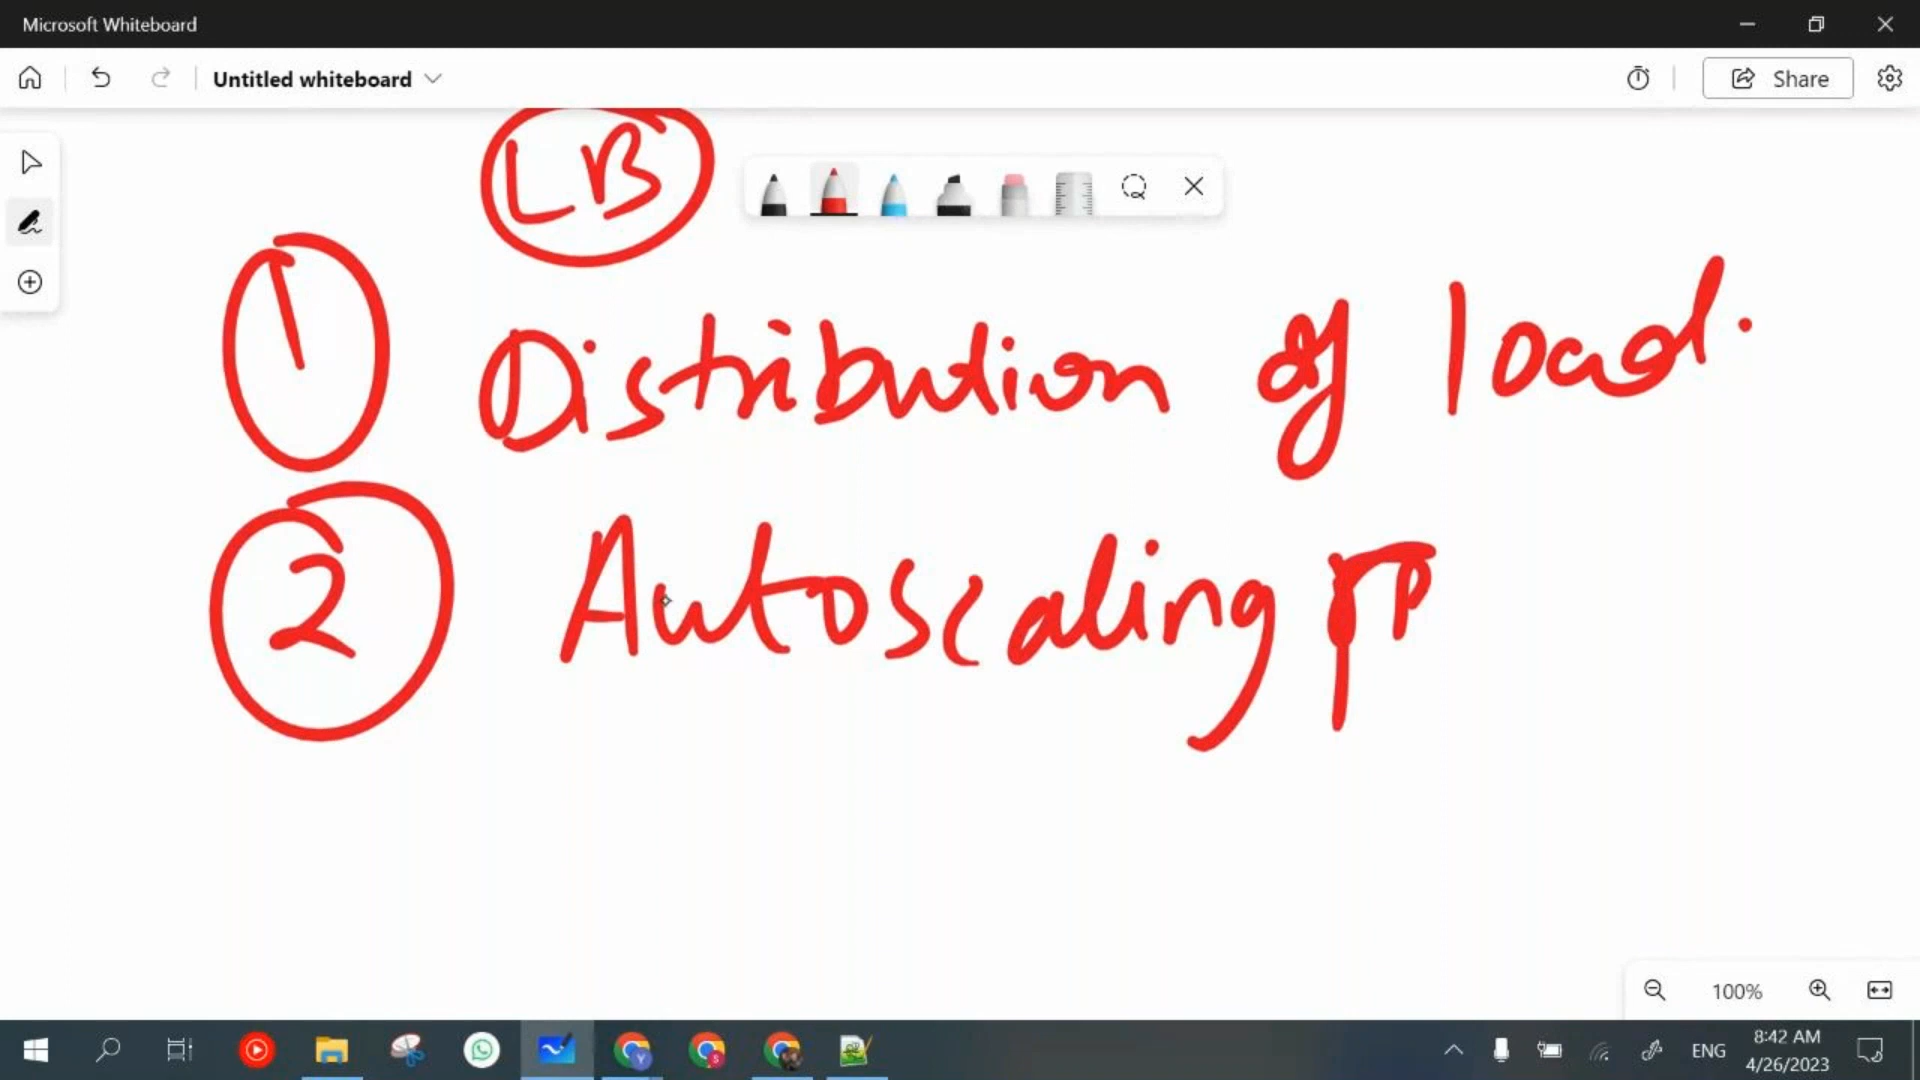 Microsoft Whiteboard
Untitled whiteboard
Share
LB
1 Distribution of load.
2 Autoscaling
100%
ENG
8:42 AM
4/26/2023